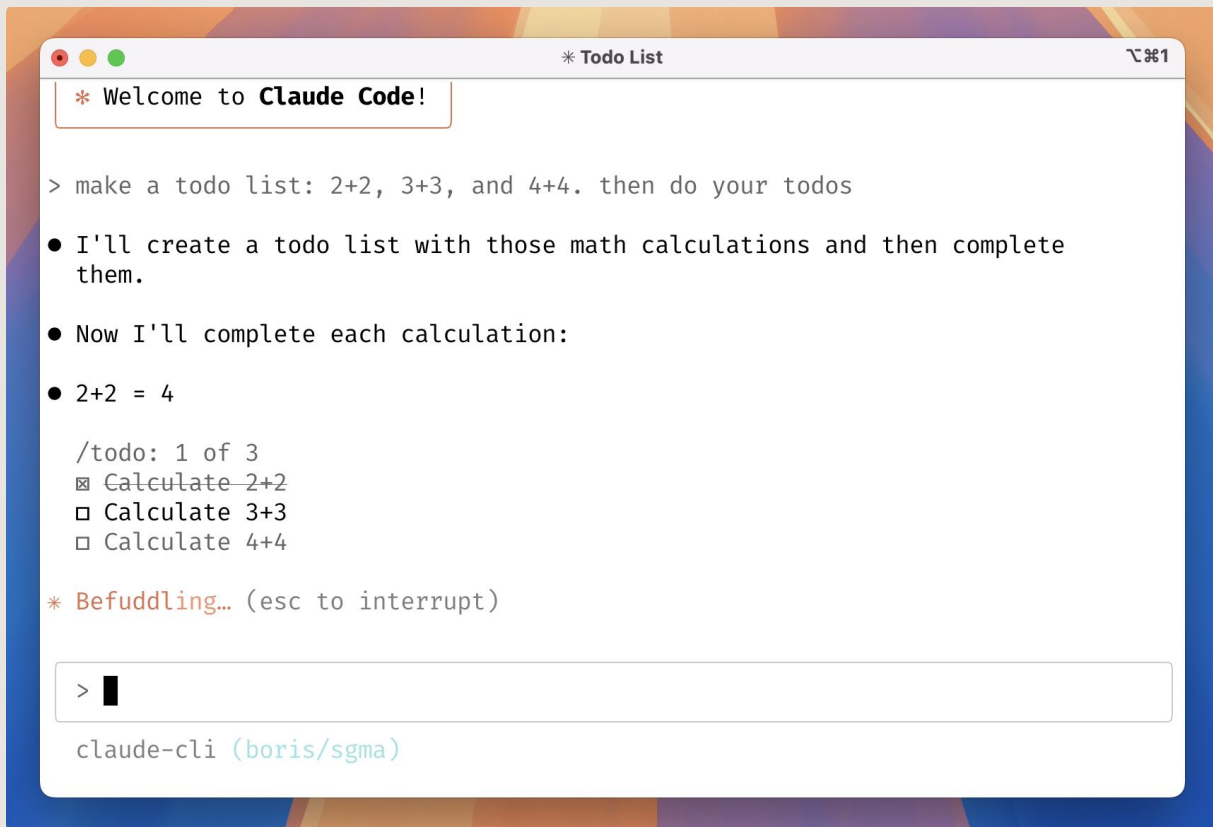 ✳ Todo List
⌥⌘1
✻ Welcome to Claude Code!
> make a todo list: 2+2, 3+3, and 4+4. then do your todos
● I'll create a todo list with those math calculations and then complete
them.
● Now I'll complete each calculation:
● 2+2 = 4
/todo: 1 of 3
☒ Calculate 2+2
☐ Calculate 3+3
☐ Calculate 4+4
✳ Befuddling… (esc to interrupt)
>
claude-cli (boris/sgma)